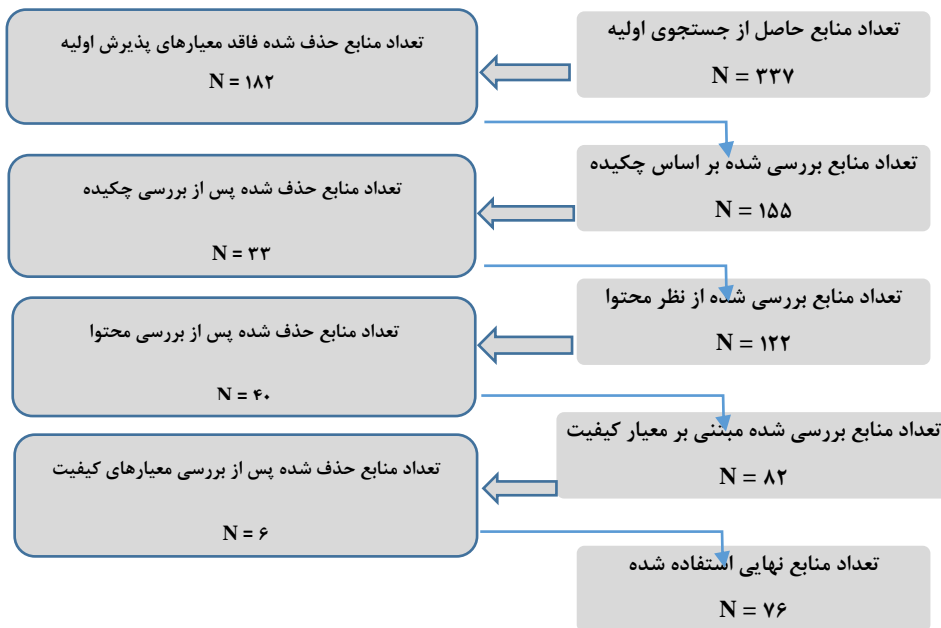 تعداد منابع حاصل از جستجوی اولیه
N = ۳۳۷
تعداد منابع حذف شده فاقد معیارهای پذیرش اولیه
N = ۱۸۲
تعداد منابع بررسی شده بر اساس چکیده
N = ۱۵۵
تعداد منابع حذف شده پس از بررسی چکیده
N = ۳۳
تعداد منابع بررسی شده از نظر محتوا
N = ۱۲۲
تعداد منابع حذف شده پس از بررسی محتوا
N = ۴۰
تعداد منابع بررسی شده مبتنی بر معیار کیفیت
N = ۸۲
تعداد منابع حذف شده پس از بررسی معیارهای کیفیت
N = ۶
تعداد منابع نهایی استفاده شده
N = ۷۶